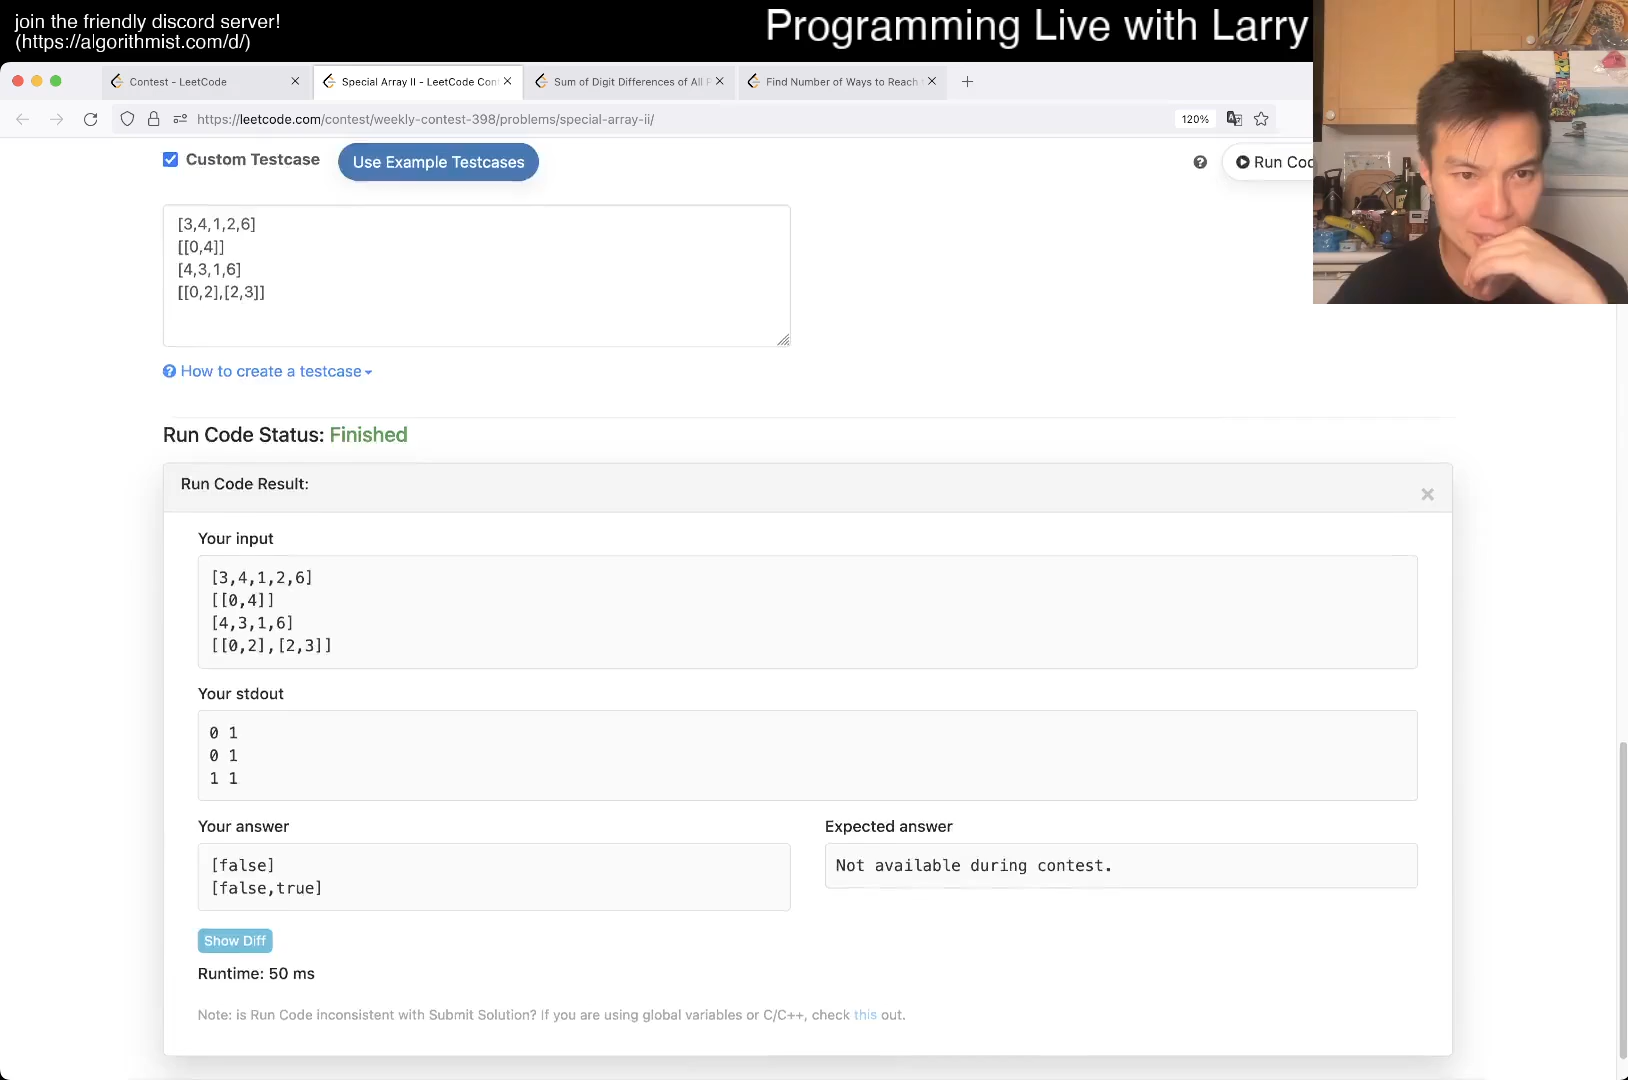 join the friendly discord server!
(https://algorithmist.com/d/)
Programming Live with Larry
Contest - LeetCode
Special Array II - LeetCode Con
Sum of Digit Differences of All P
Find Number of Ways to Reach
https://leetcode.com/contest/weekly-contest-398/problems/special-array-ii/
120%
Custom Testcase
Use Example Testcases
Run Cod
[3,4,1,2,6]
[[0,4]]
[4,3,1,6]
[[0,2],[2,3]]
How to create a testcase
Run Code Status: Finished
Run Code Result:
Your input
[3,4,1,2,6]
[[0,4]]
[4,3,1,6]
[[0,2],[2,3]]
Your stdout
0 1
0 1
1 1
Your answer
Expected answer
[false]
[false,true]
Not available during contest.
Show Diff
Runtime: 50 ms
Note: is Run Code inconsistent with Submit Solution? If you are using global variables or C/C++, check this out.